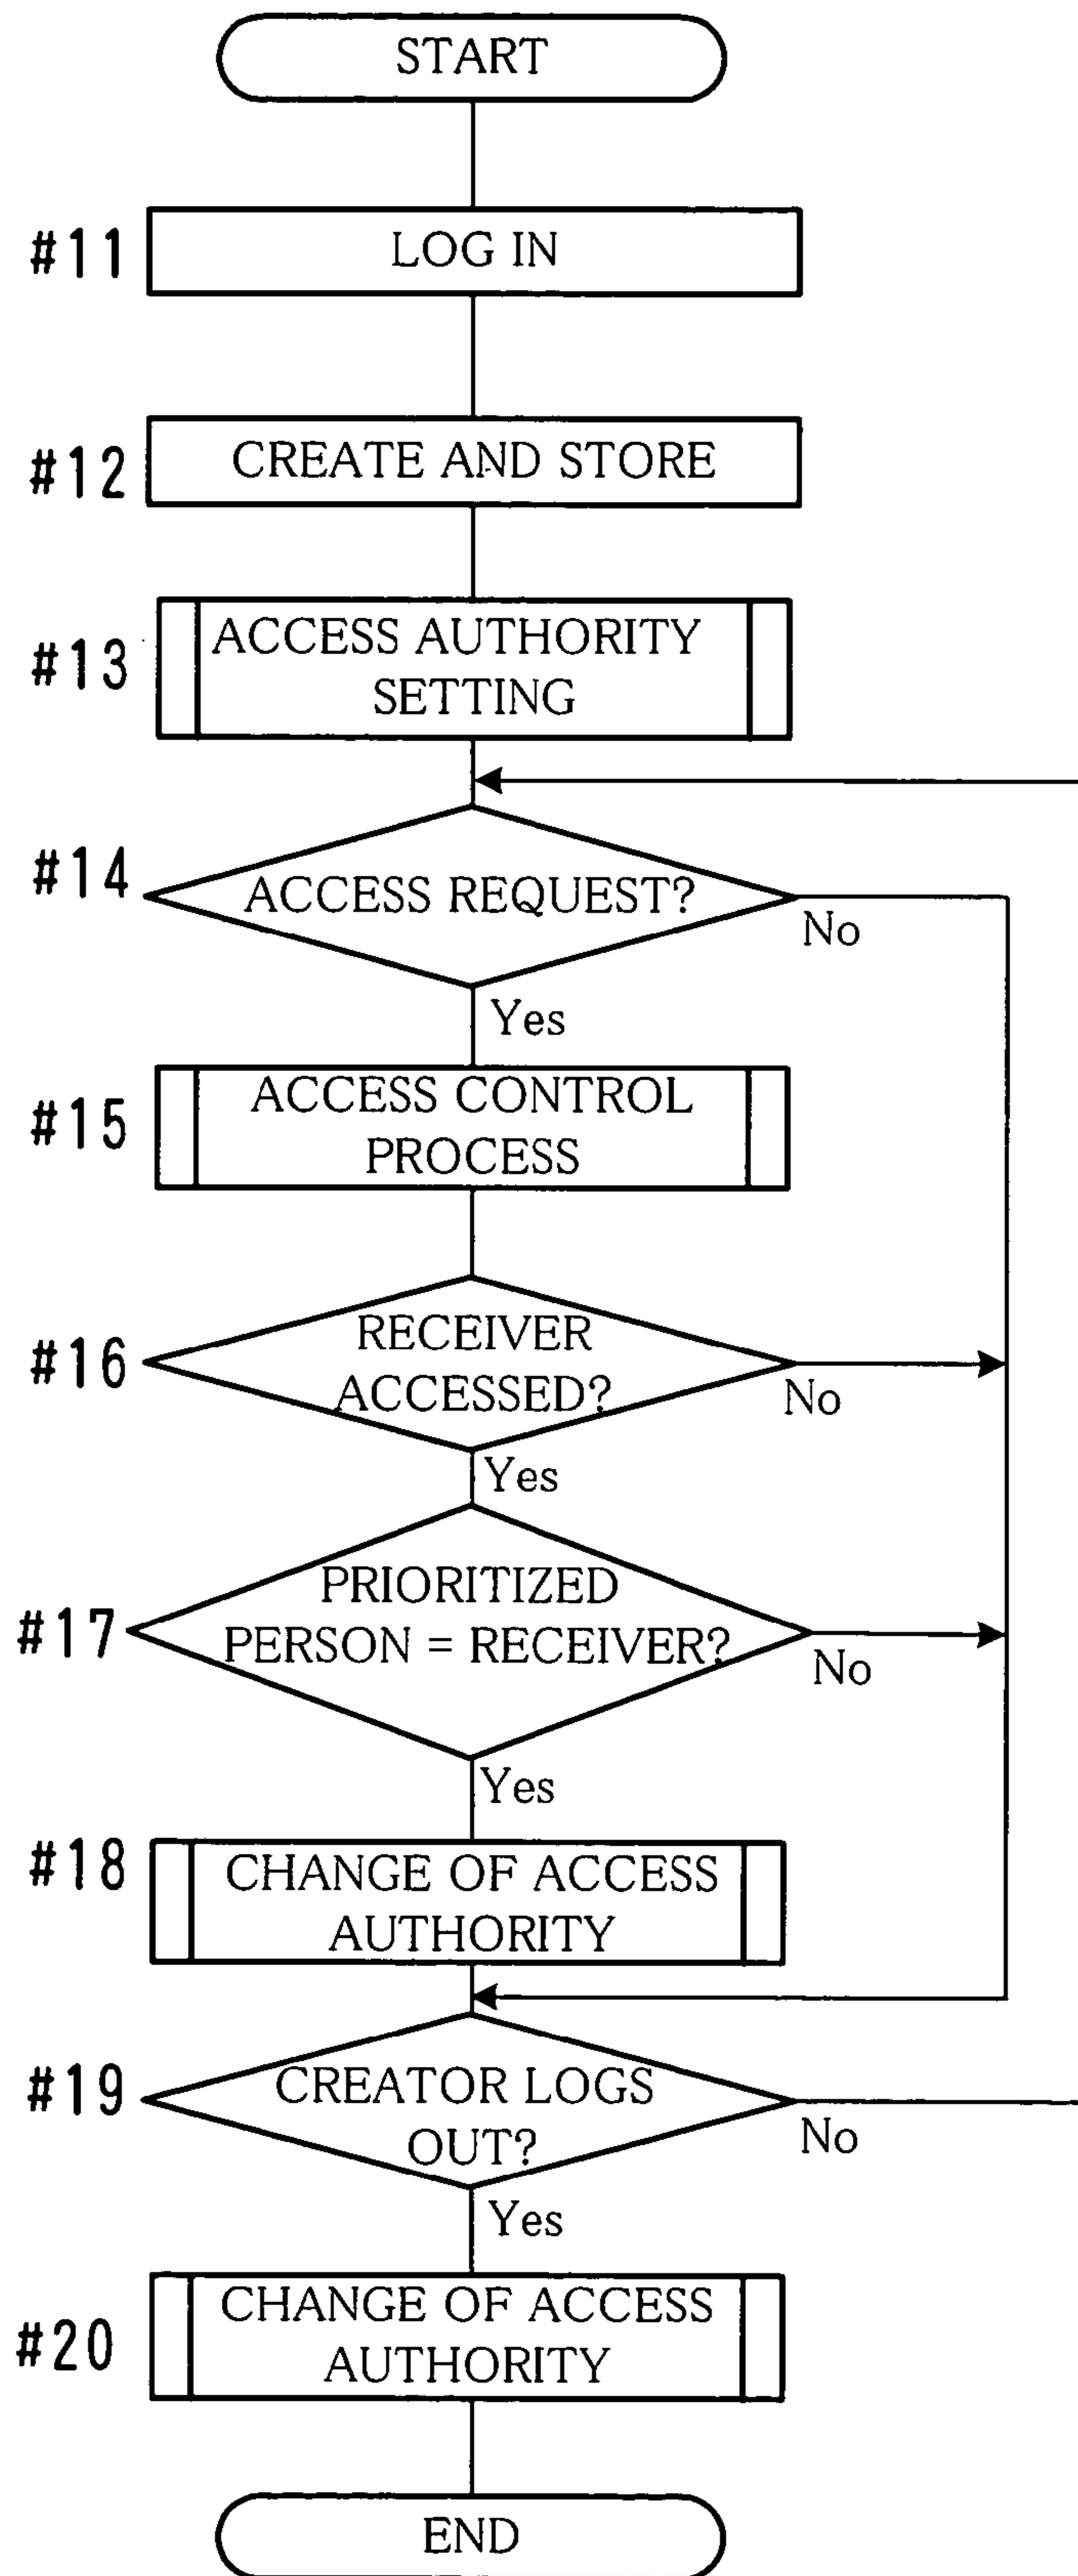 START
#11
LOG IN
#12
CREATE AND STORE
#13
ACCESS AUTHORITY
SETTING
#14
ACCESS REQUEST?
No
Yes
#15
ACCESS CONTROL
PROCESS
#16
RECEIVER
ACCESSED?
No
Yes
#17
PRIORITIZED
PERSON = RECEIVER?
No
Yes
#18
CHANGE OF ACCESS
AUTHORITY
#19
CREATOR LOGS
OUT?
No
Yes
#20
CHANGE OF ACCESS
AUTHORITY
END